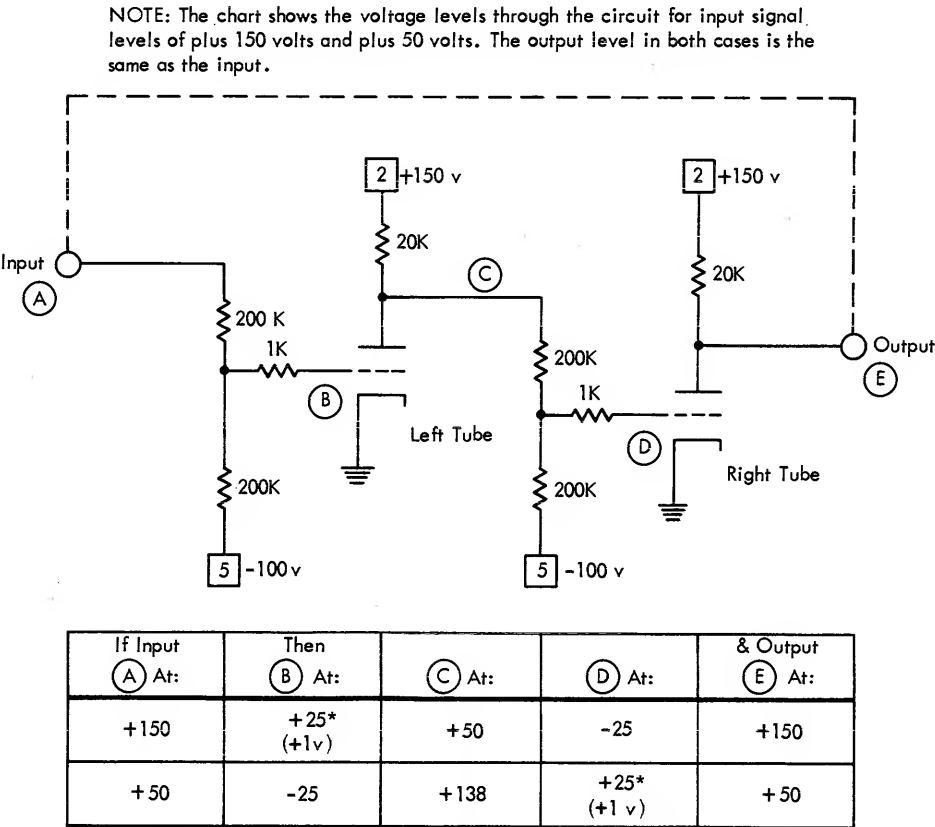 NOTE: The chart shows the voltage levels through the circuit for input signal
levels of plus 150 volts and plus 50 volts. The output level in both cases is the
same as the input.
2 +150 v
2 +150 v
20K
20K
Input
A
C
200 K
1K
B
Left Tube
200K
1K
D
Right Tube
Output
E
200K
200K
5 -100 v
5 -100 v
If Input A At:
Then B At:
C At:
D At:
& Output E At:
+150
+25* (+1v)
+50
-25
+150
+50
-25
+138
+25* (+1 v)
+50